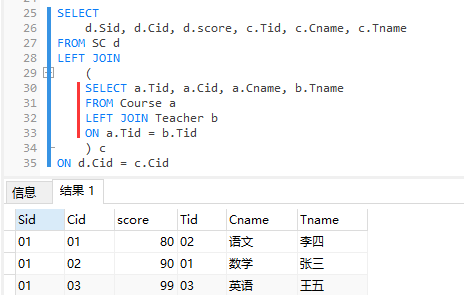 24
25 SELECT
26 d.Sid, d.Cid, d.score, c.Tid, c.Cname, c.Tname
27 FROM SC d
28 LEFT JOIN
29 (
30 SELECT a.Tid, a.Cid, a.Cname, b.Tname
31 FROM Course a
32 LEFT JOIN Teacher b
33 ON a.Tid = b.Tid
34 ) c
35 ON d.Cid = c.Cid
信息 结果 1
Sid Cid score Tid Cname Tname
01 01 80 02 语文 李四
01 02 90 01 数学 张三
01 03 99 03 英语 王五